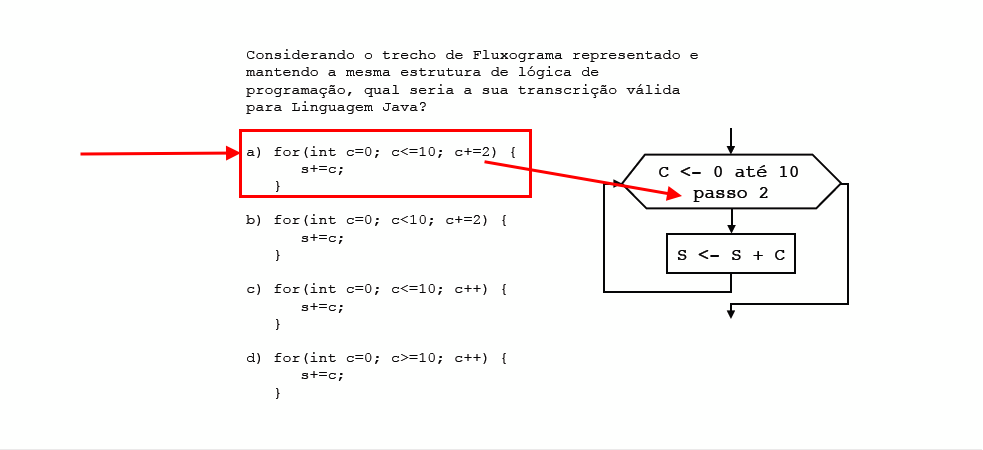 Considerando o trecho de Fluxograma representado e
mantendo a mesma estrutura de lógica de
programação, qual seria a sua transcrição válida
para Linguagem Java?
a) for(int c=0; c<=10; c+=2) {
s+=c;
}
b) for(int c=0; c<10; c+=2) {
s+=c;
}
c) for(int c=0; c<=10; c++) {
s+=c;
}
d) for(int c=0; c>=10; c++) {
s+=c;
}
C <- 0 até 10
passo 2
S <- S + C